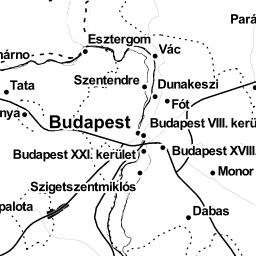 Pará
Esztergom
Vác
nárno
Szentendre
Dunakeszi
Tata
Fót
nya
Budapest
Budapest VIII. kerü
Budapest XXI. kerület
Budapest XVIII.
Monor
Szigetszentmiklós
palota
Dabas